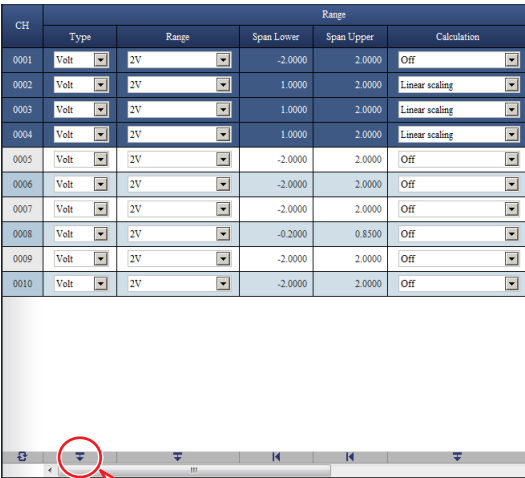 CH Range
Type Range Span Lower Span Upper Calculation
0001 Volt 2V -2.0000 2.0000 Off
0002 Volt 2V 1.0000 2.0000 Linear scaling
0003 Volt 2V 1.0000 2.0000 Linear scaling
0004 Volt 2V 1.0000 2.0000 Linear scaling
0005 Volt 2V -2.0000 2.0000 Off
0006 Volt 2V -2.0000 2.0000 Off
0007 Volt 2V -2.0000 2.0000 Off
0008 Volt 2V -0.2000 0.8500 Off
0009 Volt 2V -2.0000 2.0000 Off
0010 Volt 2V -2.0000 2.0000 Off